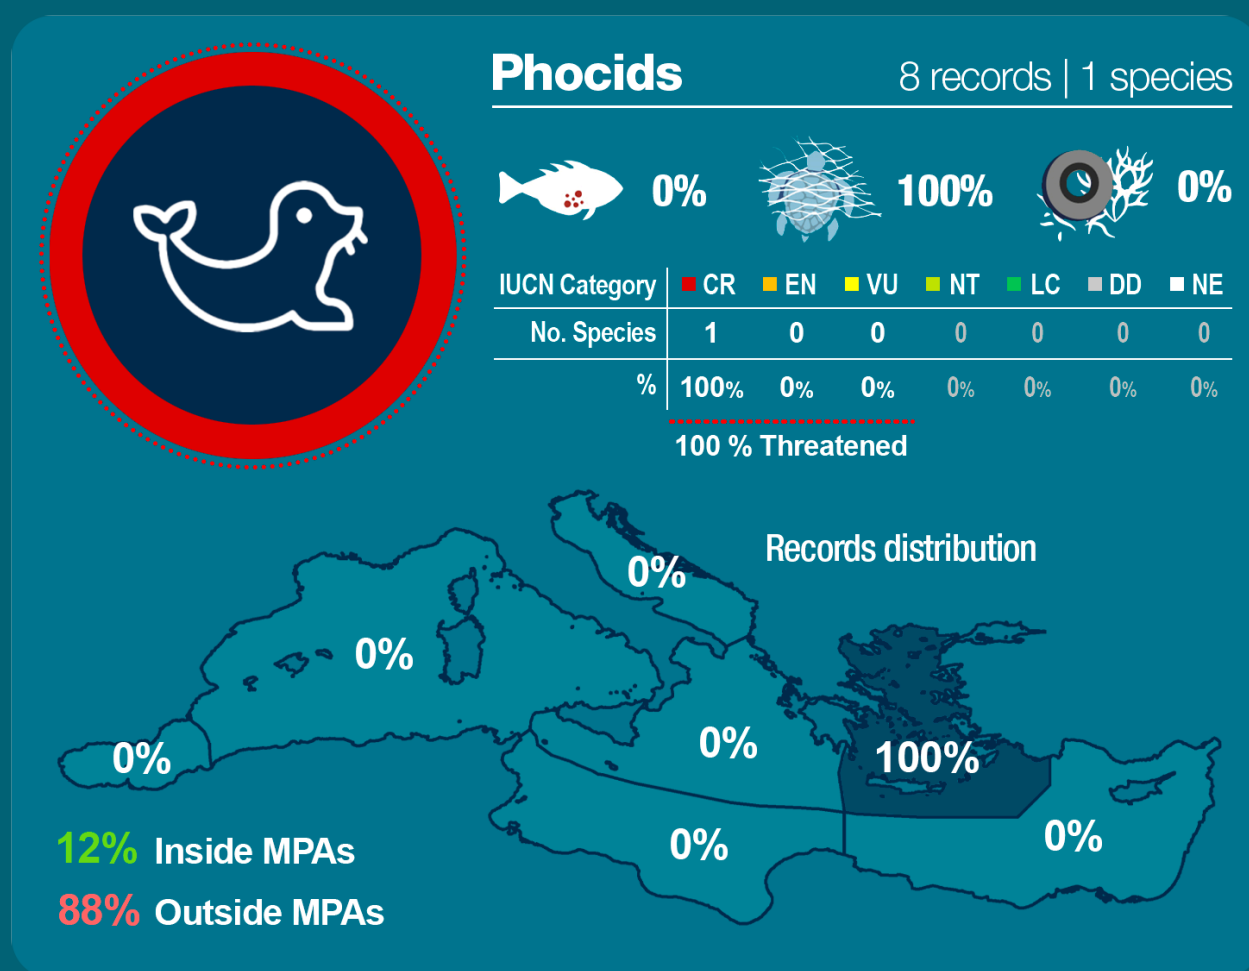 Phocids
8 records | 1 species
0%
100%
0%
IUCN Category CR EN VU NT LC DD NE
No. Species 1 0 0 0 0 0 0
% 100% 0% 0% 0% 0% 0% 0%
100 % Threatened
Records distribution
0%
0%
0%
0%
100%
0%
0%
12% Inside MPAs
88% Outside MPAs